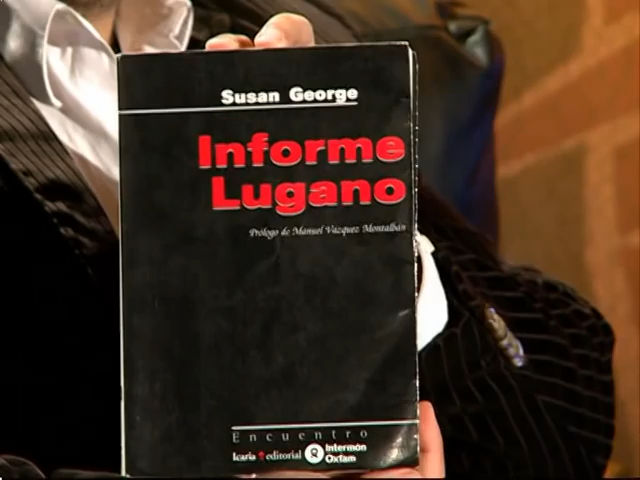 Susan George
Informe
Lugano
Prólogo de Manuel Vázquez Montalbán
Encuentro
Icaria editorial
Intermón
Oxfam